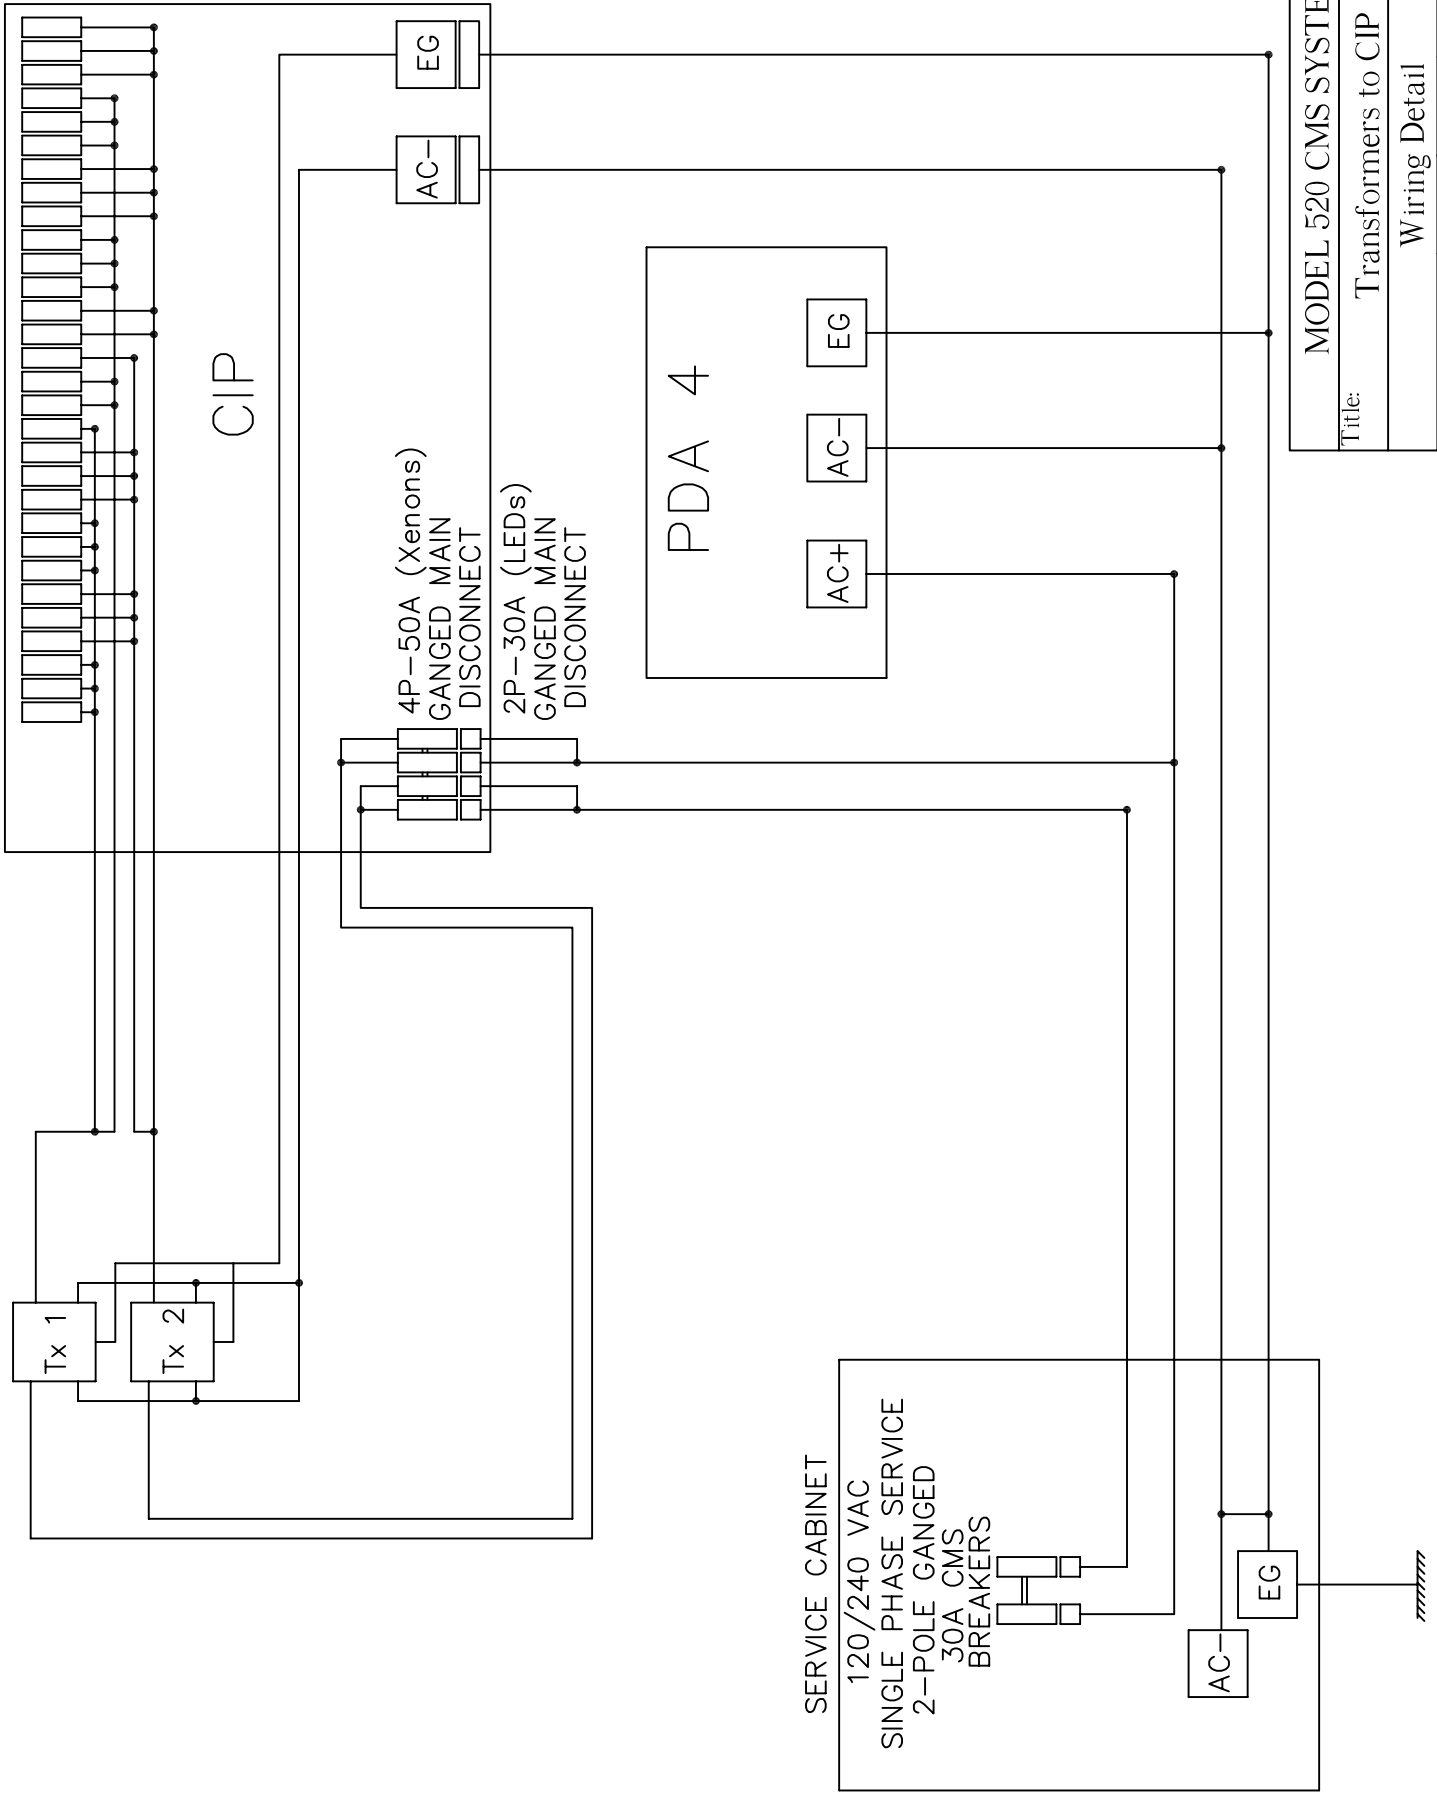 Tx 1
Tx 2
CIP
EG
AC-
4P-50A (Xenons)
GANGED MAIN
DISCONNECT
2P-30A (LEDs)
GANGED MAIN
DISCONNECT
PDA 4
AC+
AC-
EG
SERVICE CABINET
120/240 VAC
SINGLE PHASE SERVICE
2-POLE GANGED
30A CMS
BREAKERS
AC-
EG
MODEL 520 CMS SYSTE
Title:
Transformers to CIP
Wiring Detail